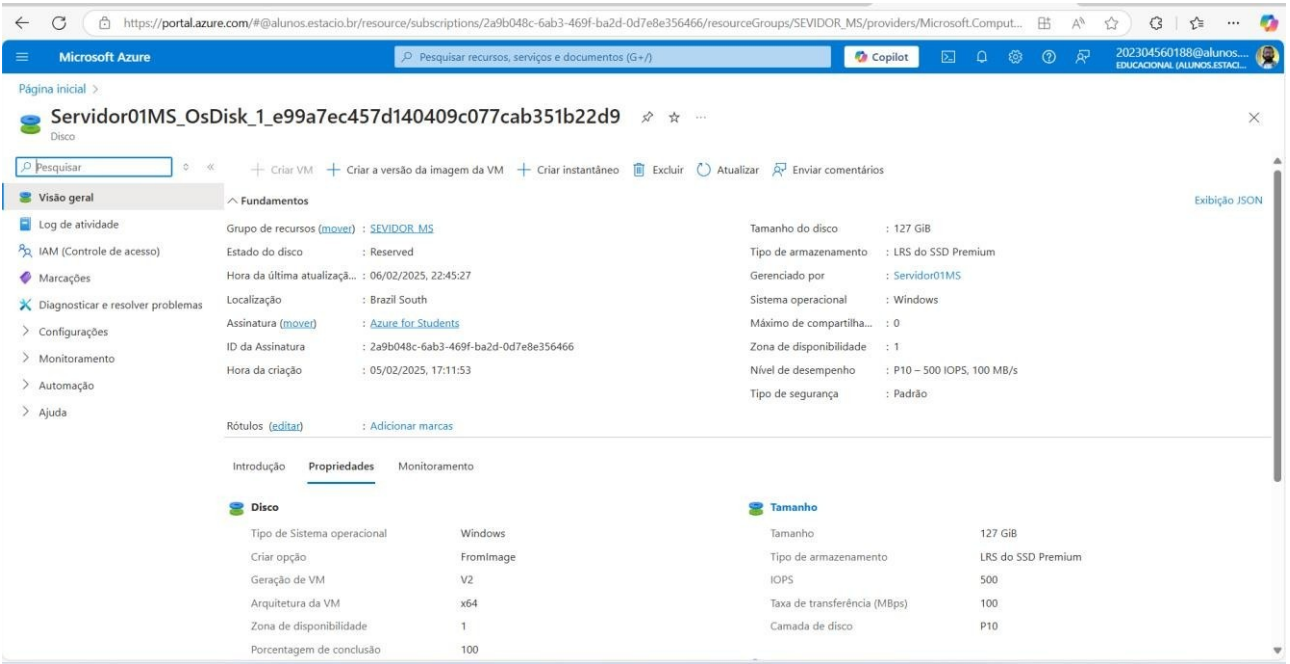 https://portal.azure.com/#@alunos.estacio.br/resource/subscriptions/2a9b048c-6ab3-469f-ba2d-0d7e8e356466/resourceGroups/SEVIDOR_MS/providers/Microsoft.Comput...
Microsoft Azure
Pesquisar recursos, serviços e documentos (G+/)
Copilot
202304560188@alunos....
EDUCACIONAL (ALUNOS.ESTACI...
Página inicial >
Servidor01MS_OsDisk_1_e99a7ec457d140409c077cab351b22d9
Disco
Pesquisar
Criar VM
Criar a versão da imagem da VM
Criar instantâneo
Excluir
Atualizar
Enviar comentários
Visão geral
Log de atividade
IAM (Controle de acesso)
Marcações
Diagnosticar e resolver problemas
Configurações
Monitoramento
Automação
Ajuda
Fundamentos
Exibição JSON
Grupo de recursos (mover) : SEVIDOR_MS
Estado do disco : Reserved
Hora da última atualizaçã... : 06/02/2025, 22:45:27
Localização : Brazil South
Assinatura (mover) : Azure for Students
ID da Assinatura : 2a9b048c-6ab3-469f-ba2d-0d7e8e356466
Hora da criação : 05/02/2025, 17:11:53
Tamanho do disco : 127 GiB
Tipo de armazenamento : LRS do SSD Premium
Gerenciado por : Servidor01MS
Sistema operacional : Windows
Máximo de compartilha... : 0
Zona de disponibilidade : 1
Nível de desempenho : P10 – 500 IOPS, 100 MB/s
Tipo de segurança : Padrão
Rótulos (editar) : Adicionar marcas
Introdução Propriedades Monitoramento
Disco
Tipo de Sistema operacional Windows
Criar opção FromImage
Geração de VM V2
Arquitetura da VM x64
Zona de disponibilidade 1
Porcentagem de conclusão 100
Tamanho
Tamanho 127 GiB
Tipo de armazenamento LRS do SSD Premium
IOPS 500
Taxa de transferência (MBps) 100
Camada de disco P10